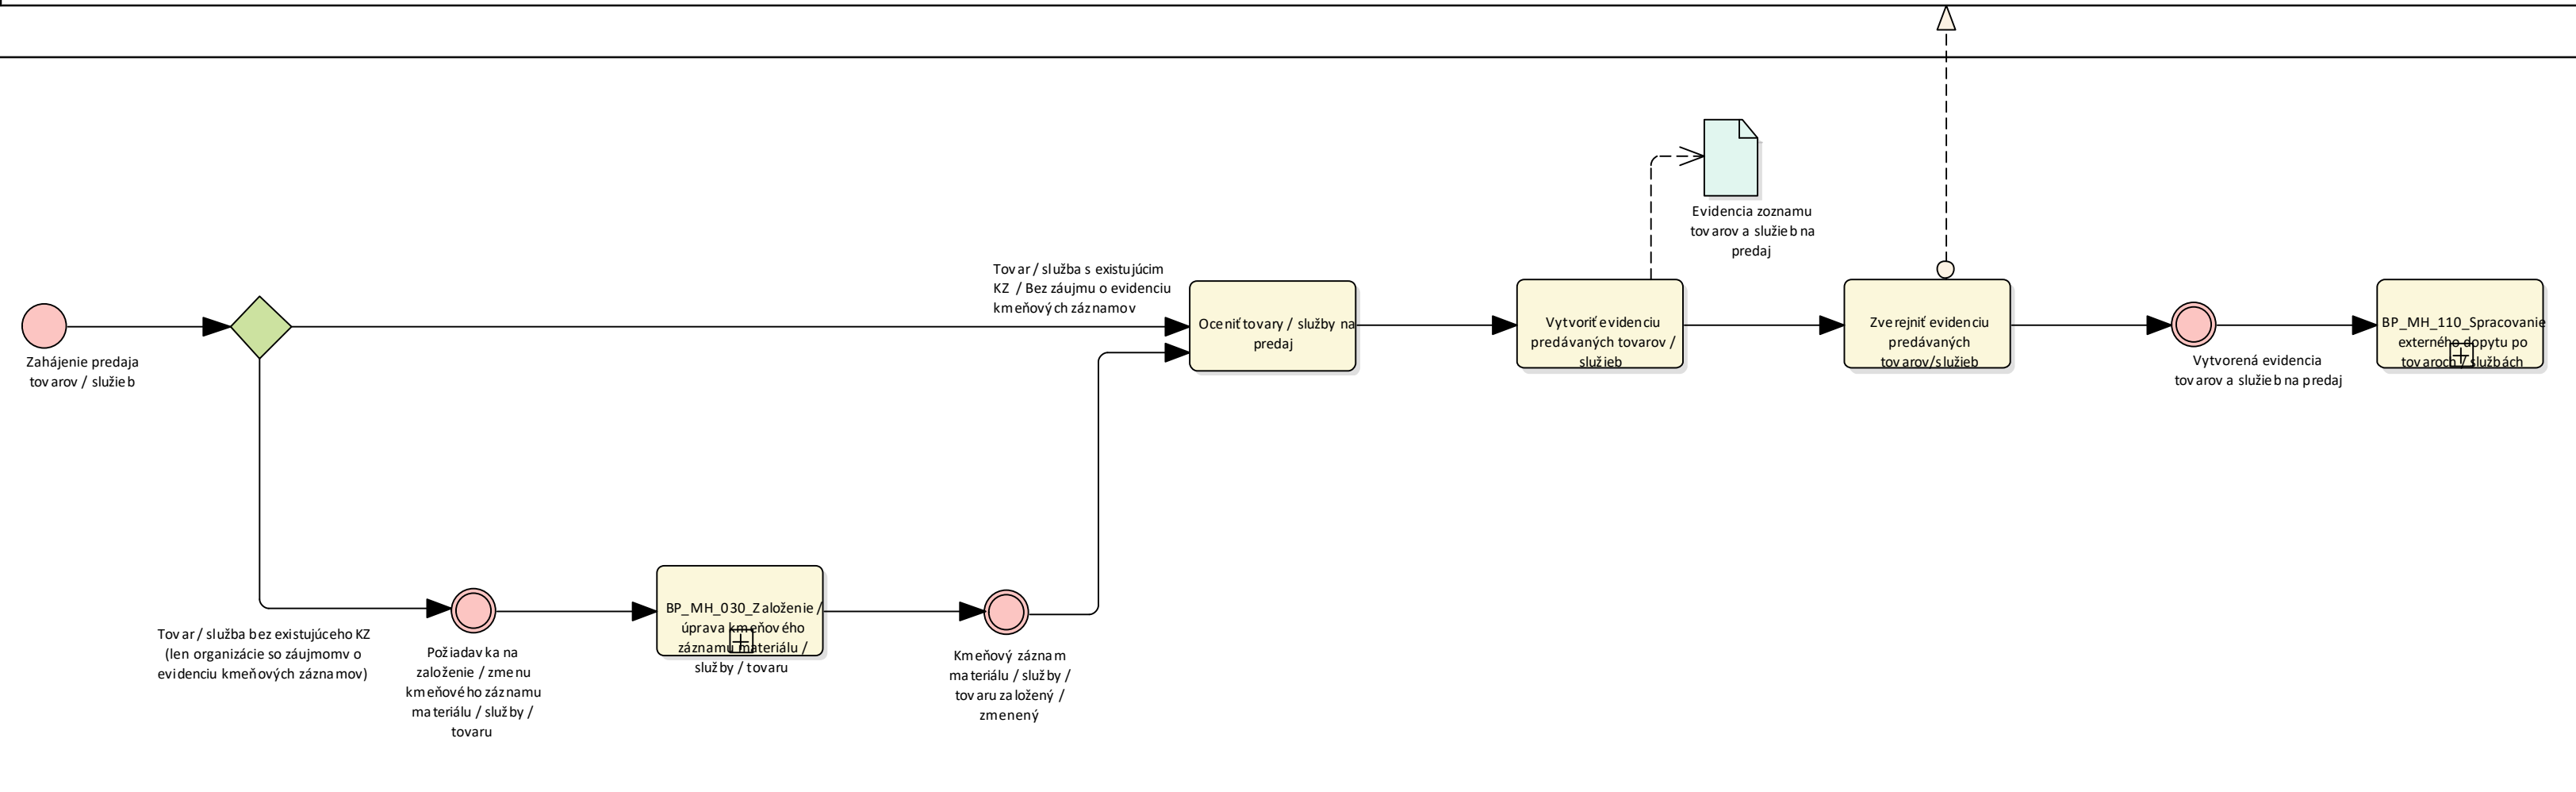 Zahájenie predaja
tovarov / služieb
Tovar / služba s existujúcim
KZ / Bez záujmu o evidenciu
kmeňových záznamov
Oceniť tovary / služby na
predaj
Vytvoriť evidenciu
predávaných tovarov /
služieb
Evidencia zoznamu
tovarov a služieb na
predaj
Zverejniť evidenciu
predávaných
tovarov/služieb
Vytvorená evidencia
tovarov a služieb na predaj
BP_MH_110_Spracovanie
externého dopytu po
tovaroch / službách
Tovar / služba bez existujúceho KZ
(len organizácie so záujmomv o
evidenciu kmeňových záznamov)
Požiadavka na
založenie / zmenu
kmeňového záznamu
materiálu / služby /
tovaru
BP_MH_030_Založenie /
úprava kmeňového
záznamu materiálu /
služby / tovaru
Kmeňový záznam
materiálu / služby /
tovaru založený /
zmenený